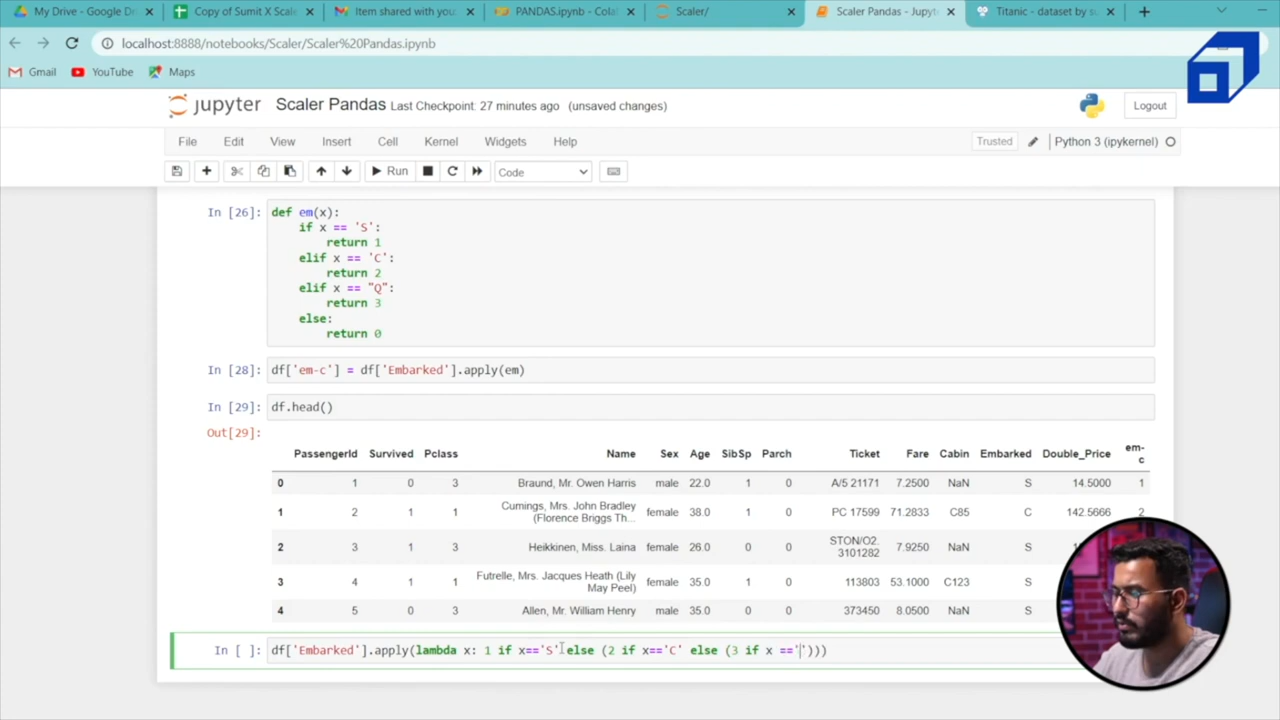 My Drive - Google Dr
Copy of Sumit X Scale
Item shared with you
PANDAS.ipynb - Colab
Scaler/
Scaler Pandas - Jupyte
Titanic - dataset by su
localhost:8888/notebooks/Scaler/Scaler%20Pandas.ipynb
Gmail YouTube Maps
jupyter Scaler Pandas Last Checkpoint: 27 minutes ago (unsaved changes) Logout
File Edit View Insert Cell Kernel Widgets Help Trusted Python 3 (ipykernel)
Run Code
In [26]: def em(x):
if x == 'S':
return 1
elif x == 'C':
return 2
elif x == "Q":
return 3
else:
return 0
In [28]: df['em-c'] = df['Embarked'].apply(em)
In [29]: df.head()
Out[29]:
PassengerId Survived Pclass Name Sex Age SibSp Parch Ticket Fare Cabin Embarked Double_Price em-c
0 1 0 3 Braund, Mr. Owen Harris male 22.0 1 0 A/5 21171 7.2500 NaN S 14.5000 1
1 2 1 1 Cumings, Mrs. John Bradley (Florence Briggs Th... female 38.0 1 0 PC 17599 71.2833 C85 C 142.5666 2
2 3 1 3 Heikkinen, Miss. Laina female 26.0 0 0 STON/O2. 3101282 7.9250 NaN S
3 4 1 1 Futrelle, Mrs. Jacques Heath (Lily May Peel) female 35.0 1 0 113803 53.1000 C123 S
4 5 0 3 Allen, Mr. William Henry male 35.0 0 0 373450 8.0500 NaN S
In [ ]: df['Embarked'].apply(lambda x: 1 if x=='S' else (2 if x=='C' else (3 if x =='')))